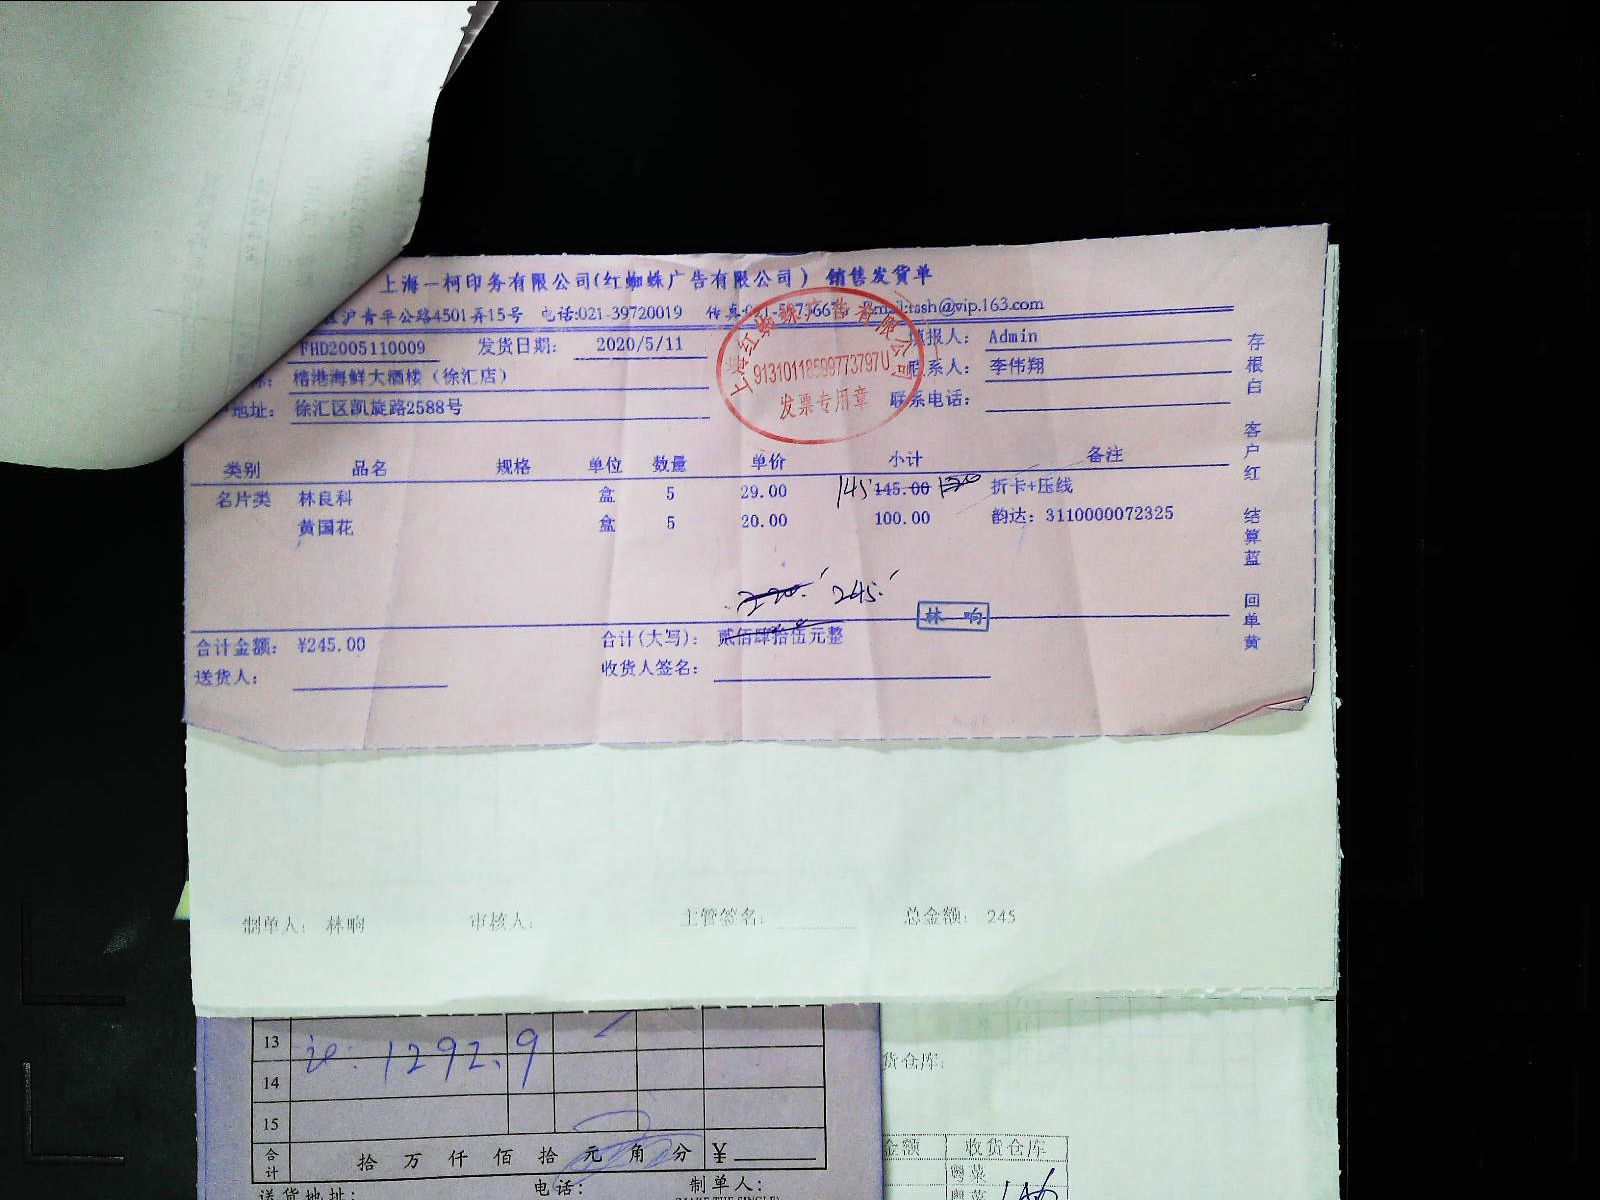 上海一柯印务有限公司(红蜘蛛广告有限公司) 销售发货单
沪青平公路4501弄15号 电话:021-39720019 传真: @vip.163.com
FHD2005110009 发货日期: 2020/5/11 填报人: Admin
楷港海鲜大酒楼（徐汇店） 联系人: 李伟翔
地址: 徐汇区凯旋路2588号 联系电话:
上海红蜘蛛广告有限公司
91310118599773797U
发票专用章
类别 品名 规格 单位 数量 单价 小计 备注
名片类 林良科 盒 5 29.00 145 145.00 折卡+压线
黄国花 盒 5 20.00 100.00 韵达: 3110000072325
220. 245.
林 响
合计金额: ¥245.00 合计(大写): 贰佰肆拾伍元整
送货人: 收货人签名:
存根白 客户红 结算蓝 回单黄
制单人: 林响 审核人: 主管签名: 总金额: 245
13 1292.9
14
15
合计 拾 万 仟 佰 拾 元 角 分 ¥
送货地址: 电话: 制单人:
货仓库:
金额 收货仓库
粤菜
粤菜